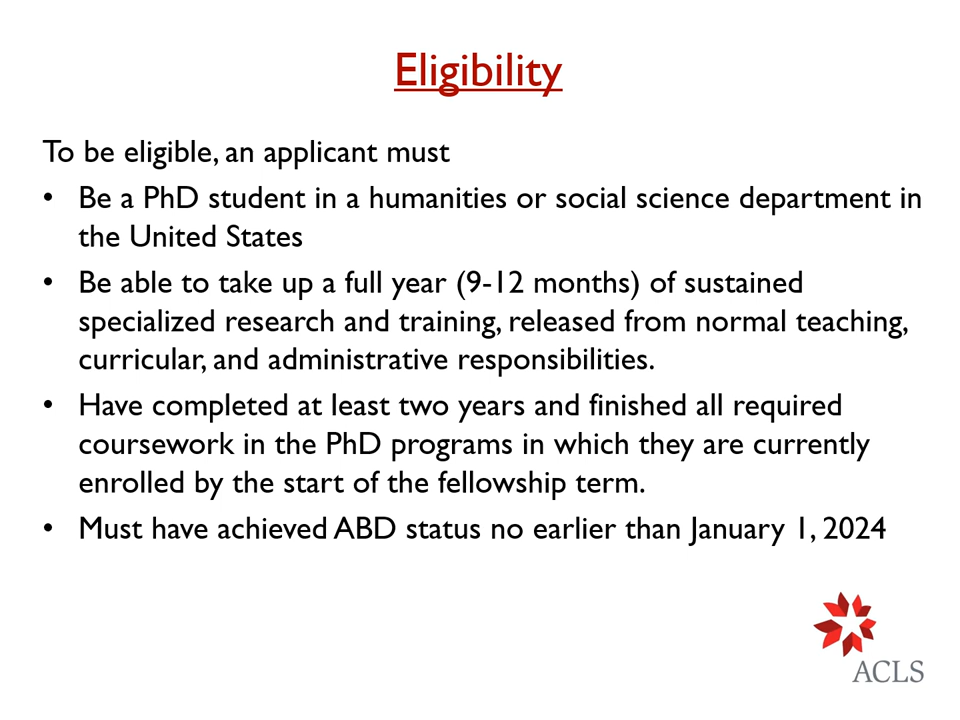 Eligibility
To be eligible, an applicant must
• Be a PhD student in a humanities or social science department in
the United States
• Be able to take up a full year (9-12 months) of sustained
specialized research and training, released from normal teaching,
curricular, and administrative responsibilities.
• Have completed at least two years and finished all required
coursework in the PhD programs in which they are currently
enrolled by the start of the fellowship term.
• Must have achieved ABD status no earlier than January 1, 2024
ACLS